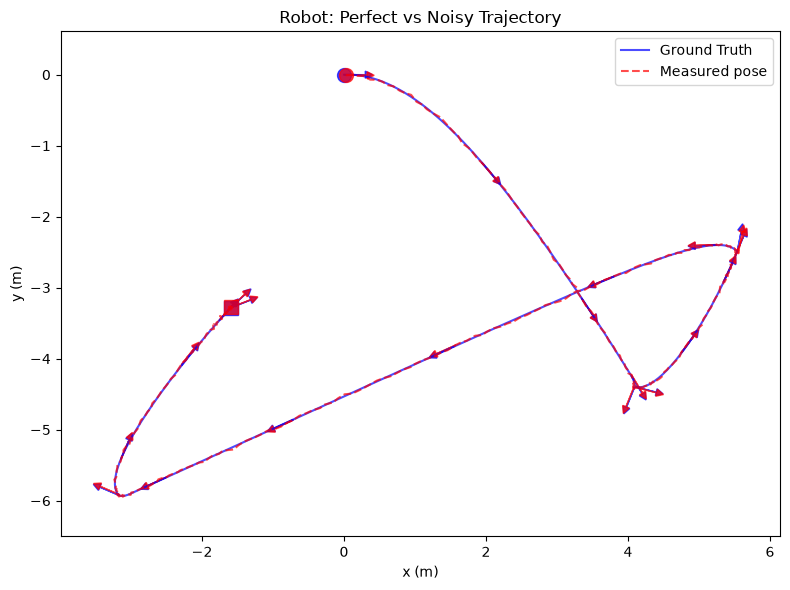 Robot: Perfect vs Noisy Trajectory
Ground Truth
Measured pose
0
−1
−2
−3
−4
−5
−6
y (m)
−2
0
2
4
6
x (m)